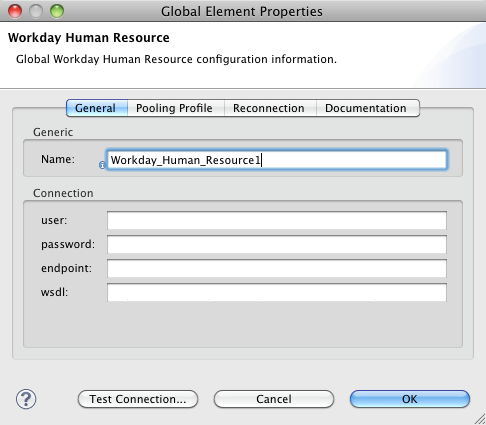 Global Element Properties
Workday Human Resource
Global Workday Human Resource configuration information.
General Pooling Profile Reconnection Documentation
Generic
Name: Workday_Human_Resource1
Connection
user:
password:
endpoint:
wsdl:
? Test Connection... Cancel OK